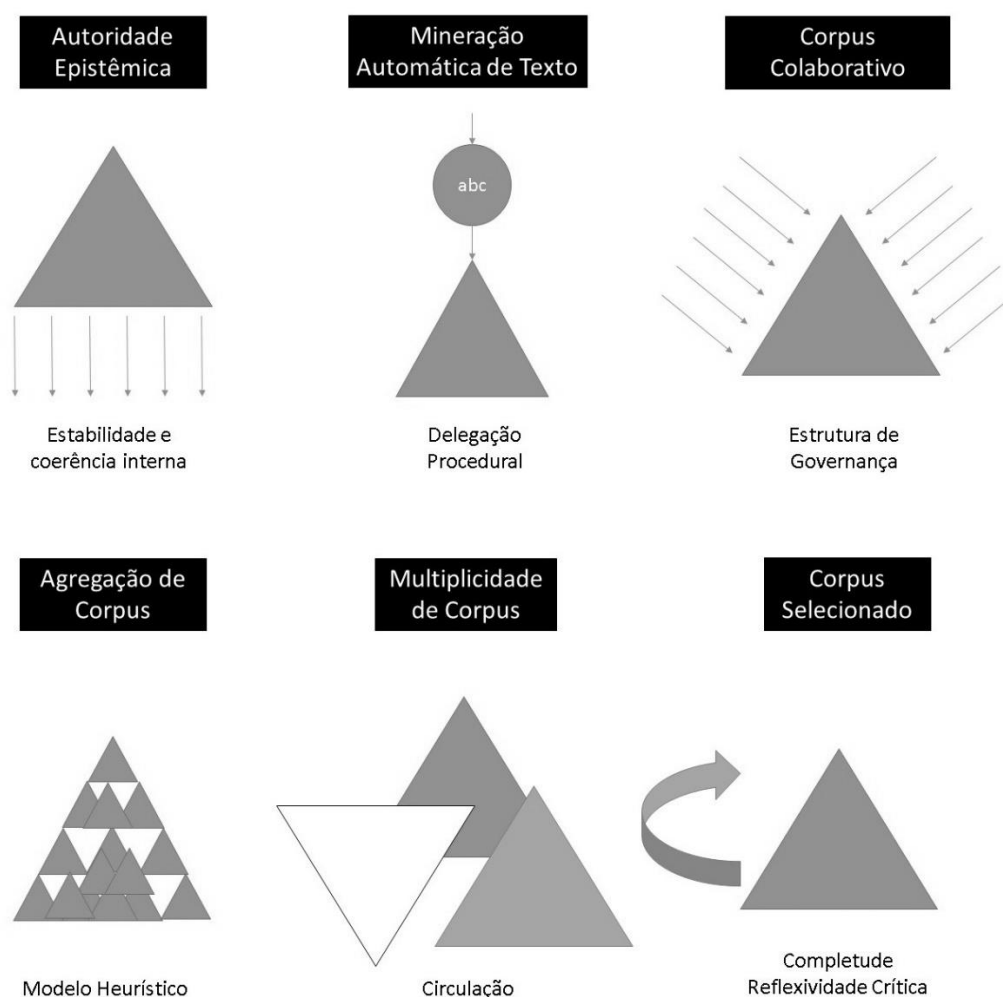 Autoridade
Epistêmica
Mineração
Automática de Texto
Corpus
Colaborativo
abc
Estabilidade e
coerência interna
Delegação
Procedural
Estrutura de
Governança
Agregação de
Corpus
Multiplicidade
de Corpus
Corpus
Selecionado
Modelo Heurístico
Circulação
Completude
Reflexividade Crítica